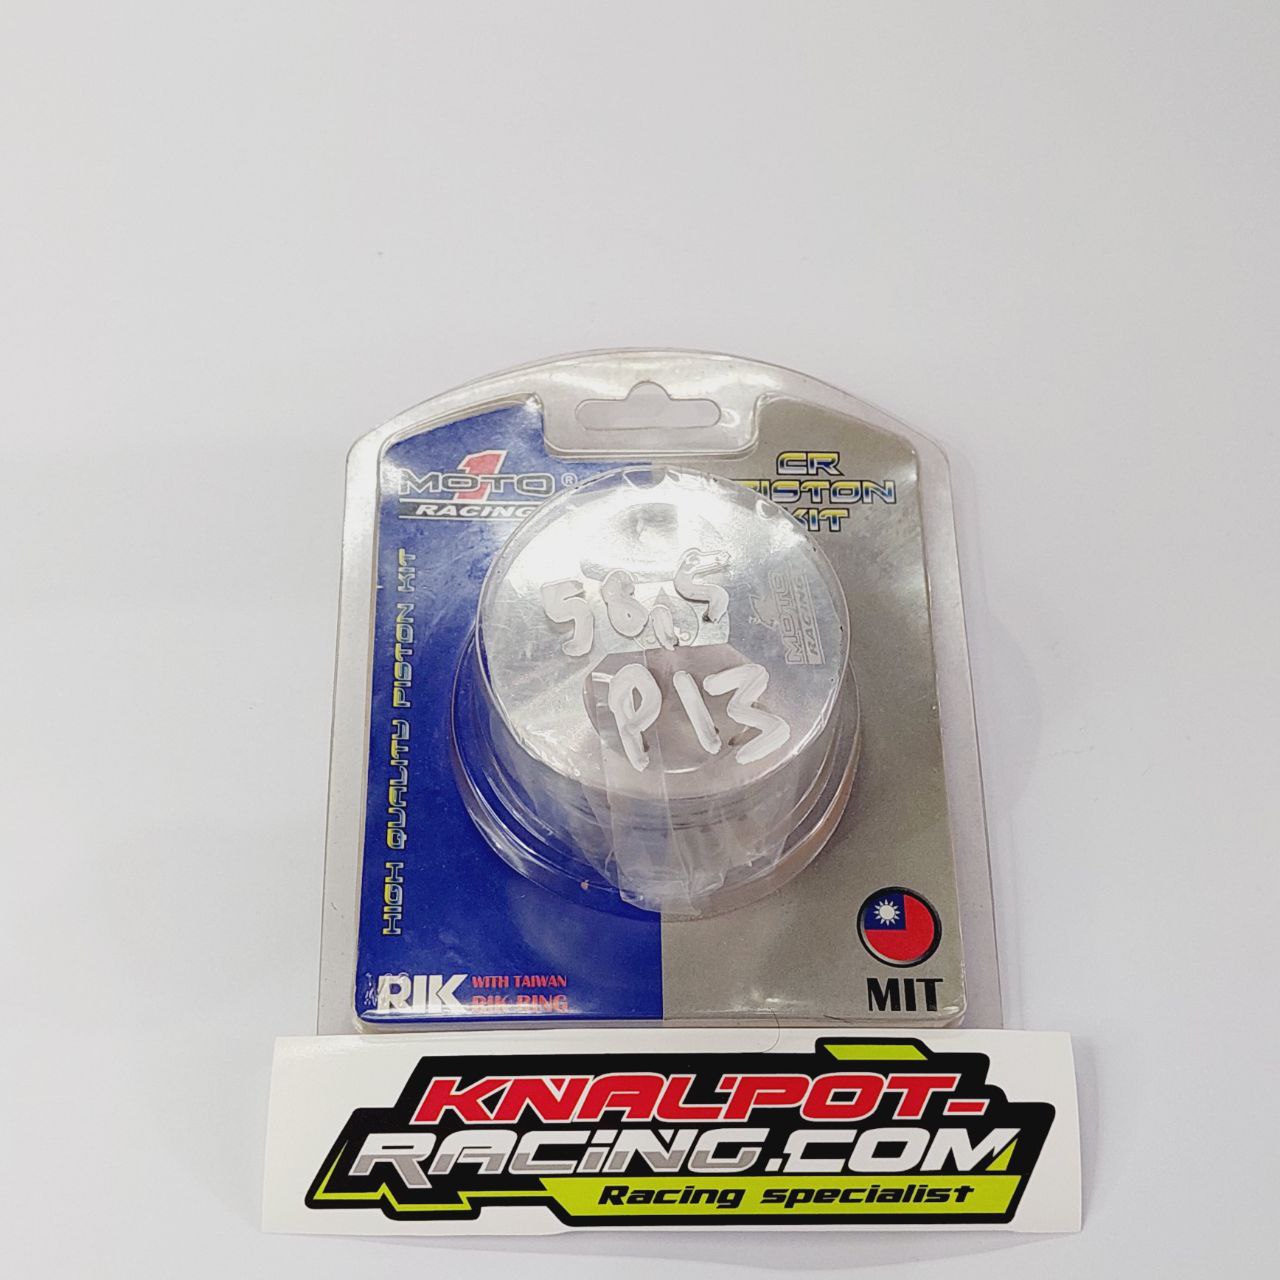 MOTO 1 ®
RACING
CR
PISTON
KIT
HIGH QUALITY PISTON KIT
58,5
P13
MOTO
RACING
RIK WITH TAIWAN
RIK-RING
MIT
KNALPOT-
RACING.COM
Racing specialist